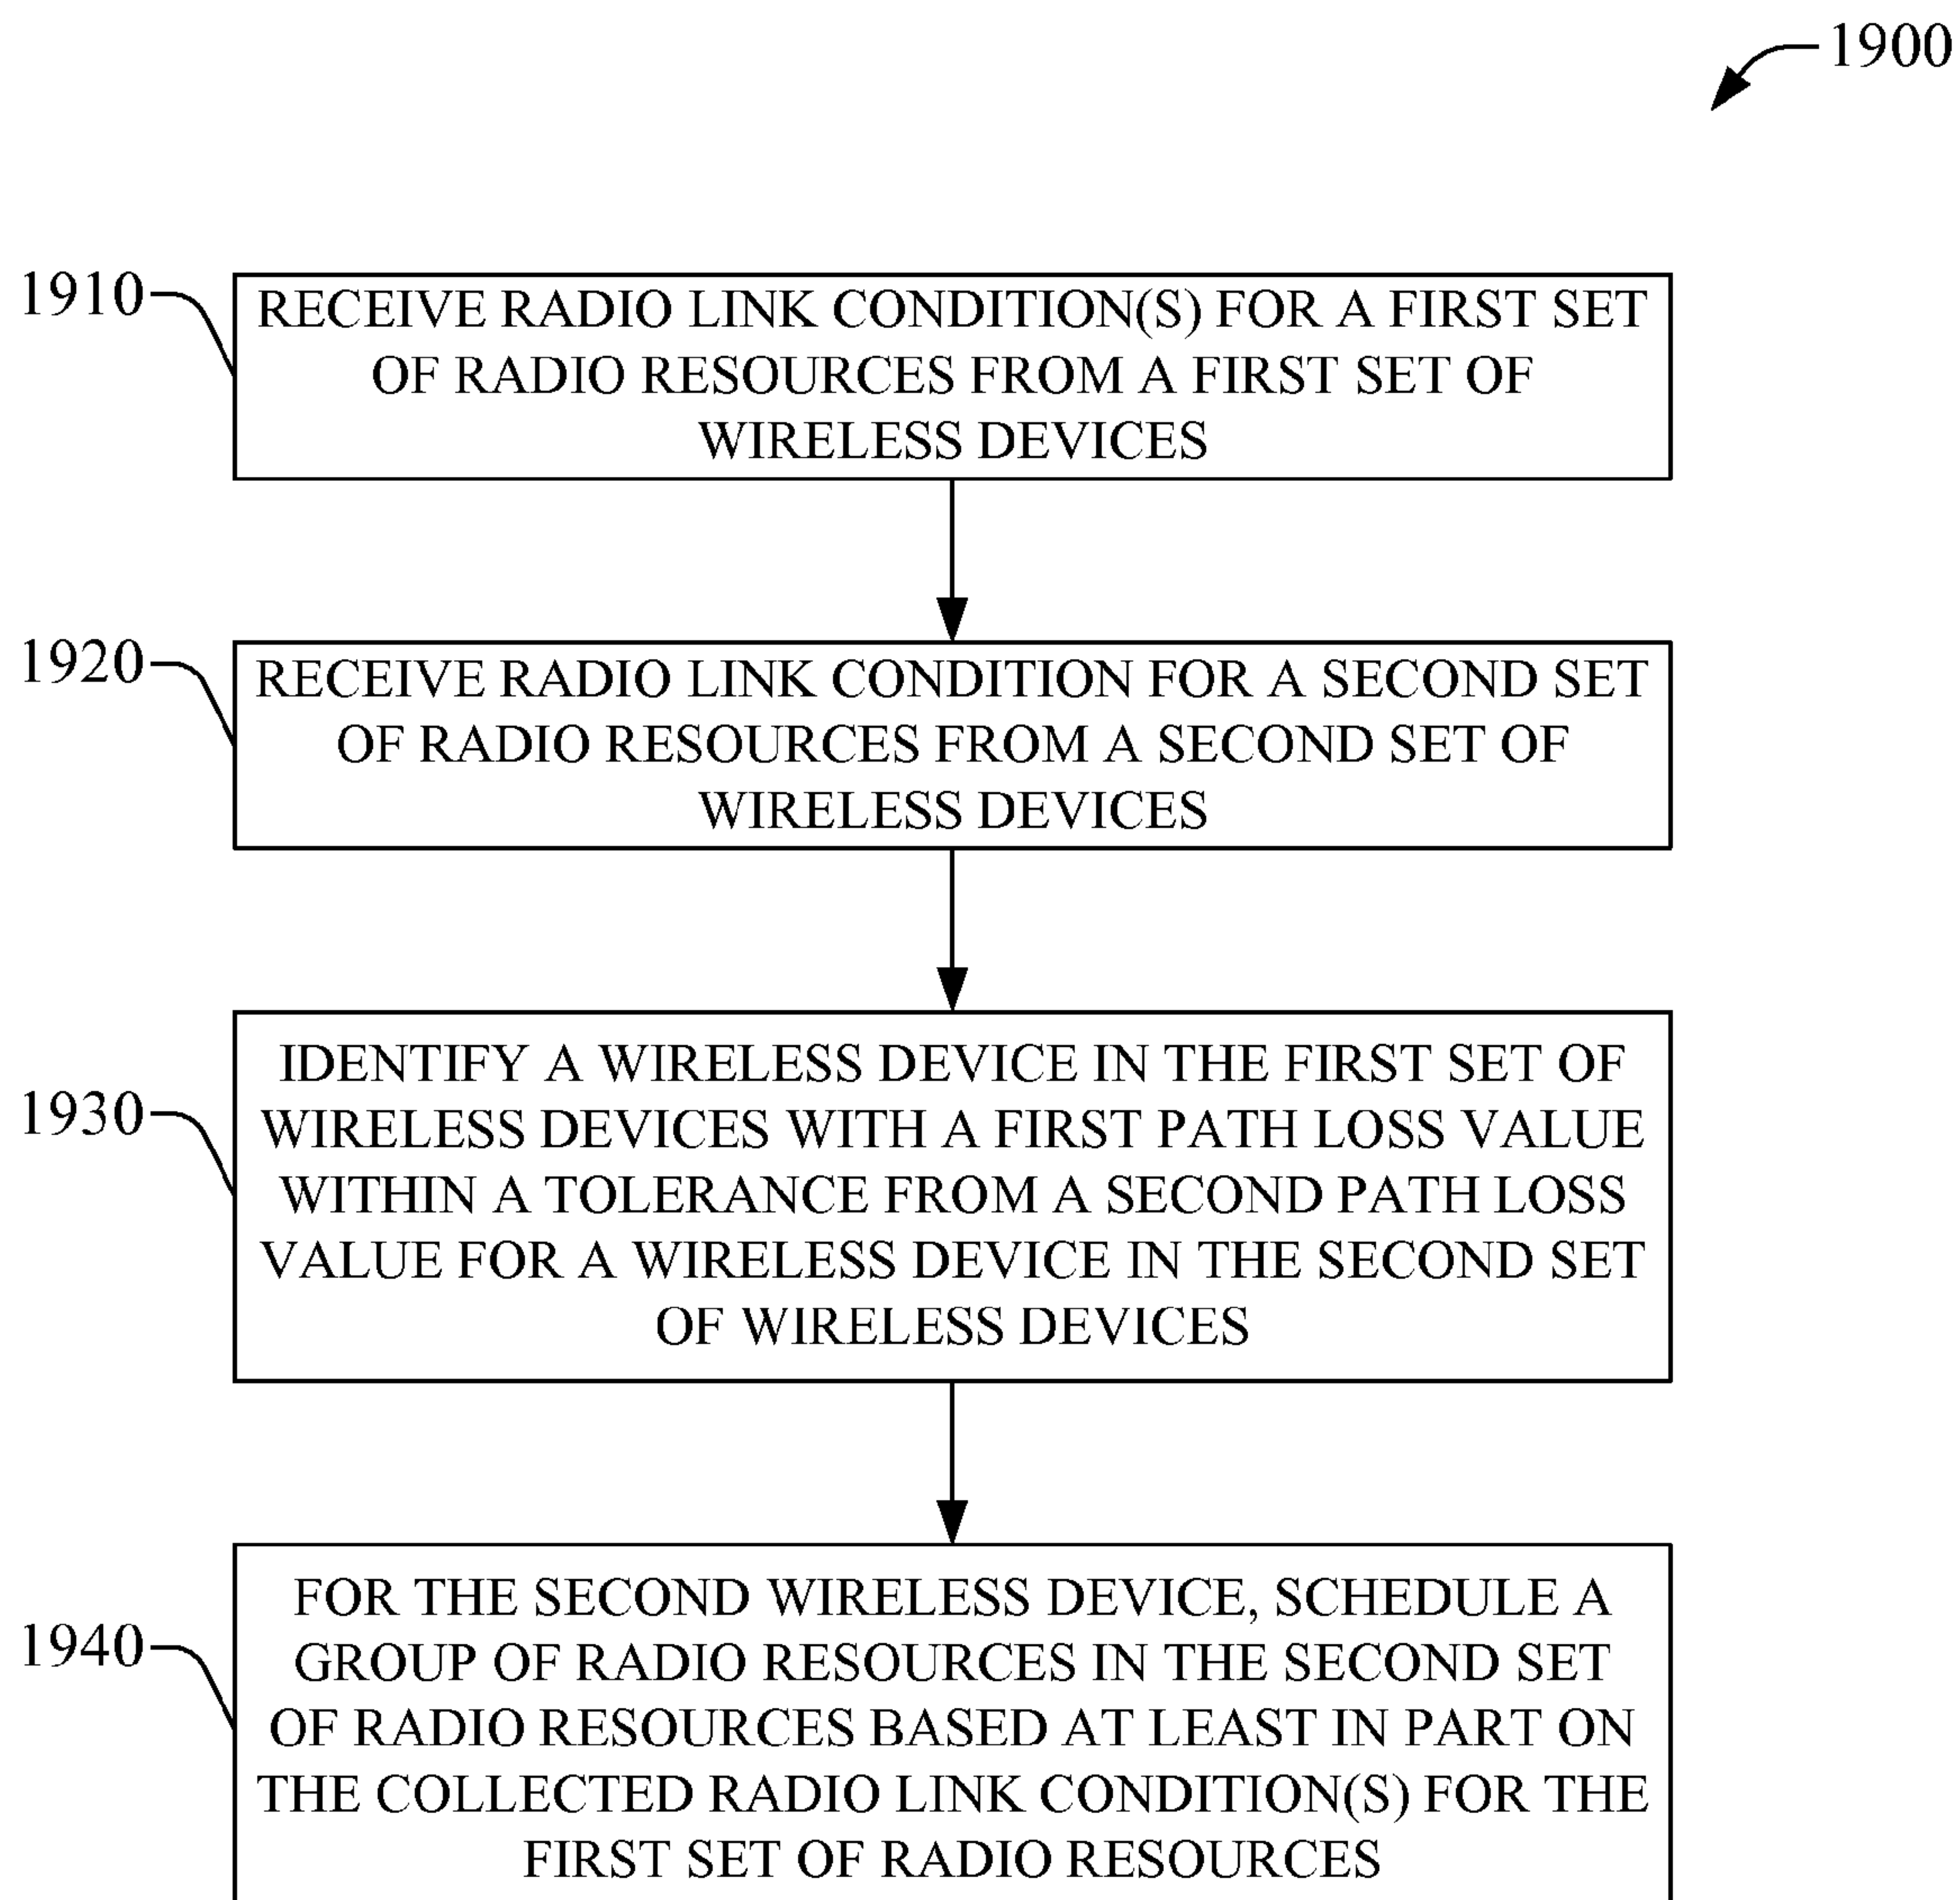 1900
1910
RECEIVE RADIO LINK CONDITION(S) FOR A FIRST SET
OF RADIO RESOURCES FROM A FIRST SET OF
WIRELESS DEVICES
1920
RECEIVE RADIO LINK CONDITION FOR A SECOND SET
OF RADIO RESOURCES FROM A SECOND SET OF
WIRELESS DEVICES
1930
IDENTIFY A WIRELESS DEVICE IN THE FIRST SET OF
WIRELESS DEVICES WITH A FIRST PATH LOSS VALUE
WITHIN A TOLERANCE FROM A SECOND PATH LOSS
VALUE FOR A WIRELESS DEVICE IN THE SECOND SET
OF WIRELESS DEVICES
1940
FOR THE SECOND WIRELESS DEVICE, SCHEDULE A
GROUP OF RADIO RESOURCES IN THE SECOND SET
OF RADIO RESOURCES BASED AT LEAST IN PART ON
THE COLLECTED RADIO LINK CONDITION(S) FOR THE
FIRST SET OF RADIO RESOURCES